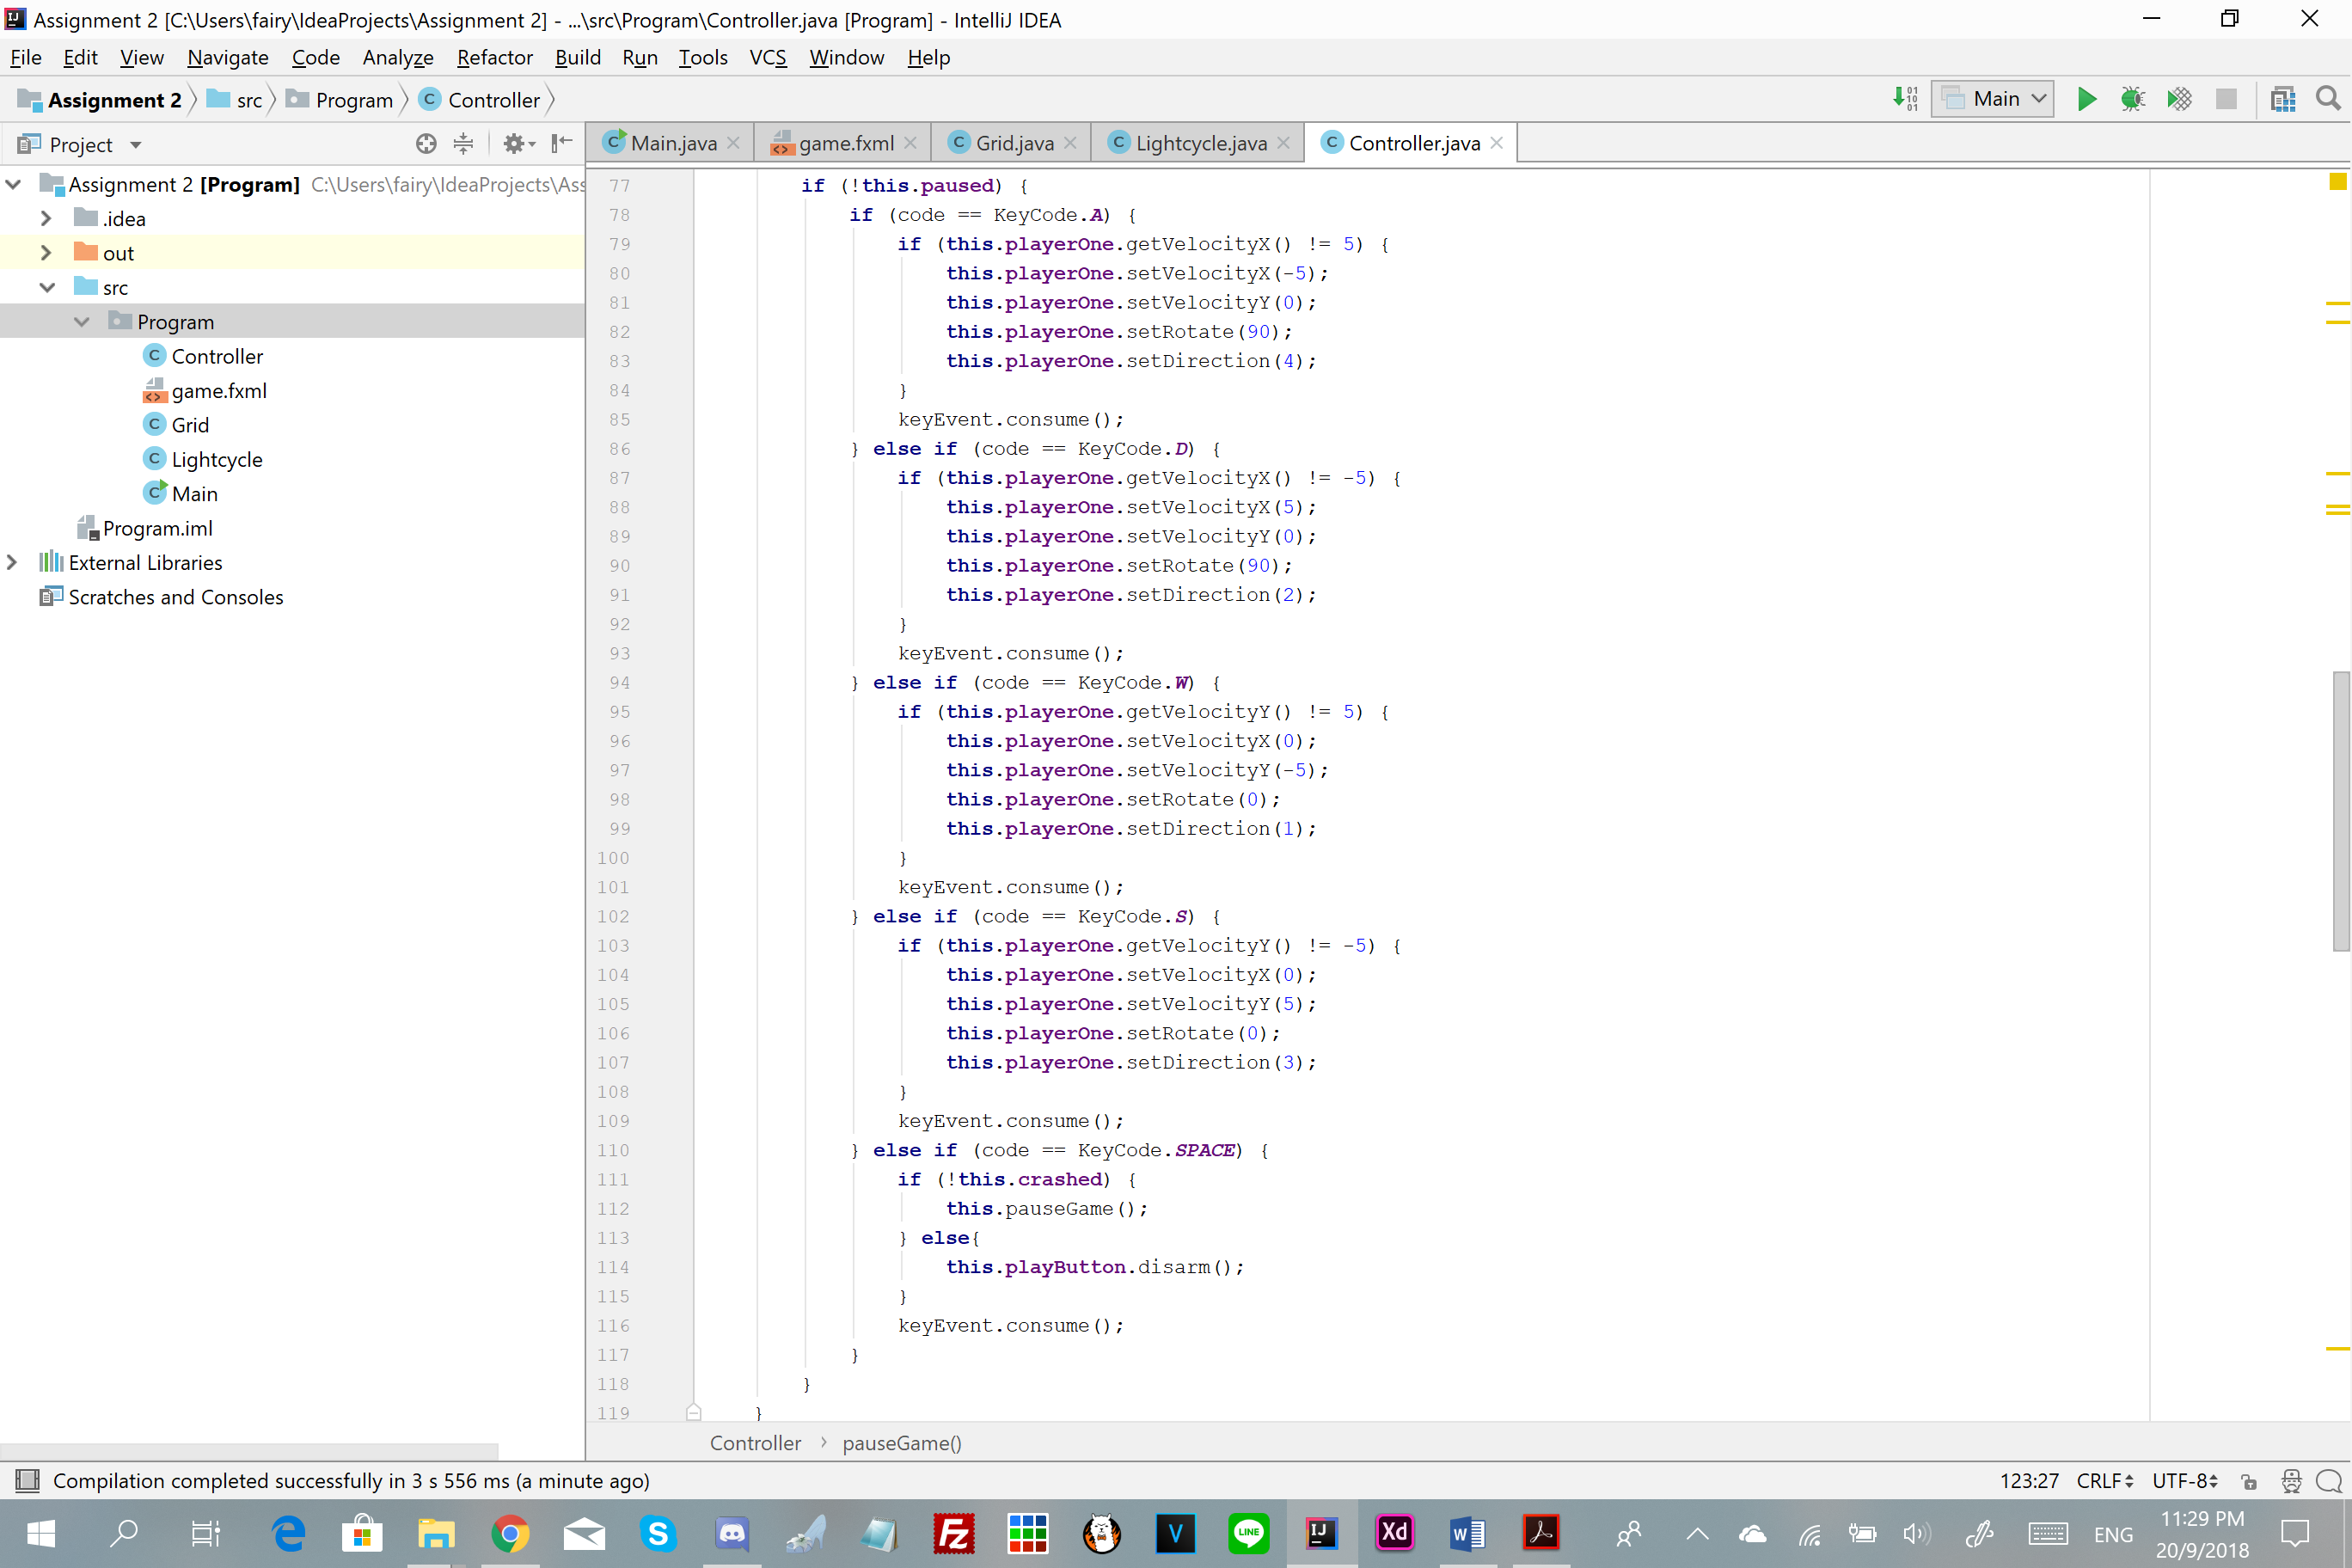 Assignment 2 [C:\Users\fairy\IdeaProjects\Assignment 2] - ...\src\Program\Controller.java [Program] - IntelliJ IDEA
File Edit View Navigate Code Analyze Refactor Build Run Tools VCS Window Help
Assignment 2 src Program C Controller Main
Project
C Main.java game.fxml C Grid.java C Lightcycle.java C Controller.java
Assignment 2 [Program] C:\Users\fairy\IdeaProjects\Ass
.idea
out
src
Program
C Controller
game.fxml
C Grid
C Lightcycle
C Main
Program.iml
External Libraries
Scratches and Consoles
77 if (!this.paused) {
78 if (code == KeyCode.A) {
79 if (this.playerOne.getVelocityX() != 5) {
80 this.playerOne.setVelocityX(-5);
81 this.playerOne.setVelocityY(0);
82 this.playerOne.setRotate(90);
83 this.playerOne.setDirection(4);
84 }
85 keyEvent.consume();
86 } else if (code == KeyCode.D) {
87 if (this.playerOne.getVelocityX() != -5) {
88 this.playerOne.setVelocityX(5);
89 this.playerOne.setVelocityY(0);
90 this.playerOne.setRotate(90);
91 this.playerOne.setDirection(2);
92 }
93 keyEvent.consume();
94 } else if (code == KeyCode.W) {
95 if (this.playerOne.getVelocityY() != 5) {
96 this.playerOne.setVelocityX(0);
97 this.playerOne.setVelocityY(-5);
98 this.playerOne.setRotate(0);
99 this.playerOne.setDirection(1);
100 }
101 keyEvent.consume();
102 } else if (code == KeyCode.S) {
103 if (this.playerOne.getVelocityY() != -5) {
104 this.playerOne.setVelocityX(0);
105 this.playerOne.setVelocityY(5);
106 this.playerOne.setRotate(0);
107 this.playerOne.setDirection(3);
108 }
109 keyEvent.consume();
110 } else if (code == KeyCode.SPACE) {
111 if (!this.crashed) {
112 this.pauseGame();
113 } else{
114 this.playButton.disarm();
115 }
116 keyEvent.consume();
117 }
118 }
119 }
Controller › pauseGame()
Compilation completed successfully in 3 s 556 ms (a minute ago) 123:27 CRLF UTF-8
ENG 11:29 PM
20/9/2018